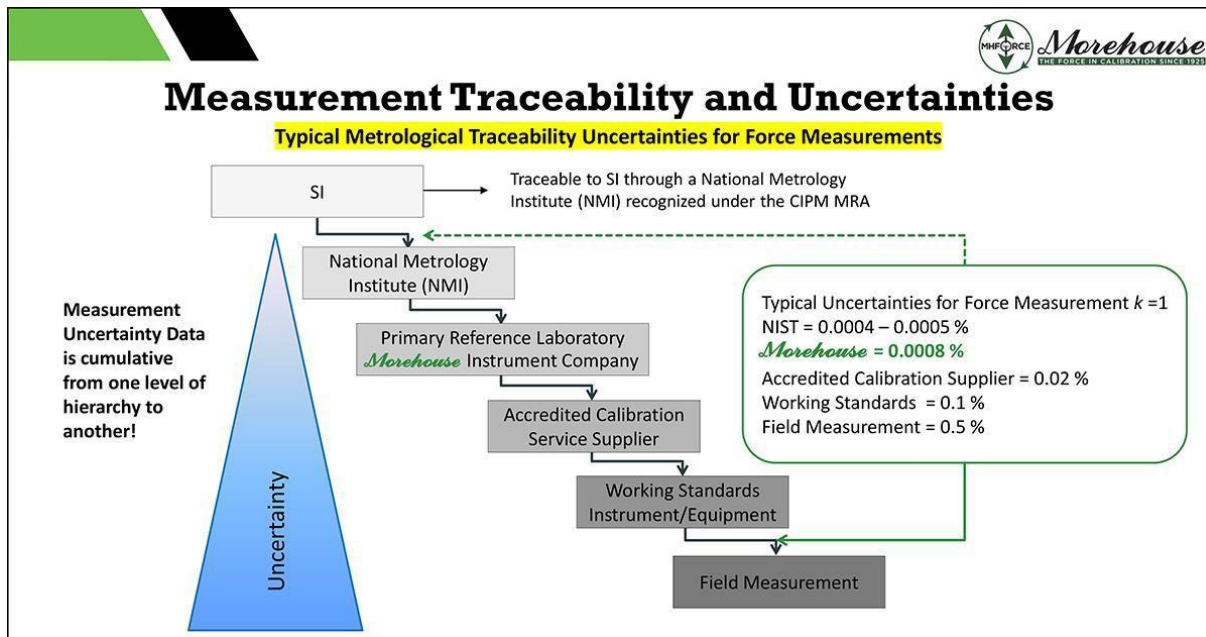 MHFORCE
Morehouse
THE FORCE IN CALIBRATION SINCE 1925
Measurement Traceability and Uncertainties
Typical Metrological Traceability Uncertainties for Force Measurements
SI
Traceable to SI through a National Metrology
Institute (NMI) recognized under the CIPM MRA
National Metrology
Institute (NMI)
Measurement
Uncertainty Data
is cumulative
from one level of
hierarchy to
another!
Primary Reference Laboratory
Morehouse Instrument Company
Accredited Calibration
Service Supplier
Working Standards
Instrument/Equipment
Field Measurement
Uncertainty
Typical Uncertainties for Force Measurement k =1
NIST = 0.0004 – 0.0005 %
Morehouse = 0.0008 %
Accredited Calibration Supplier = 0.02 %
Working Standards = 0.1 %
Field Measurement = 0.5 %